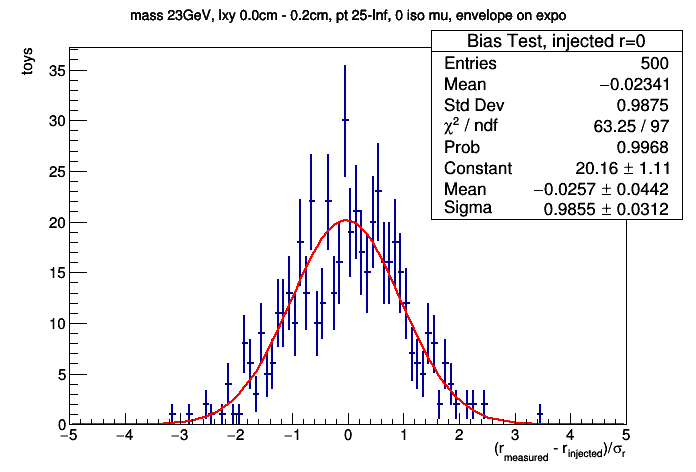 mass 23GeV, lxy 0.0cm - 0.2cm, pt 25-Inf, 0 iso mu, envelope on expo
Bias Test, injected r=0
Entries 500
Mean −0.02341
Std Dev 0.9875
χ² / ndf 63.25 / 97
Prob 0.9968
Constant 20.16 ± 1.11
Mean −0.0257 ± 0.0442
Sigma 0.9855 ± 0.0312
toys
35
30
25
20
15
10
5
0
−5 −4 −3 −2 −1 0 1 2 3 4 5
(r_measured - r_injected)/σ_r